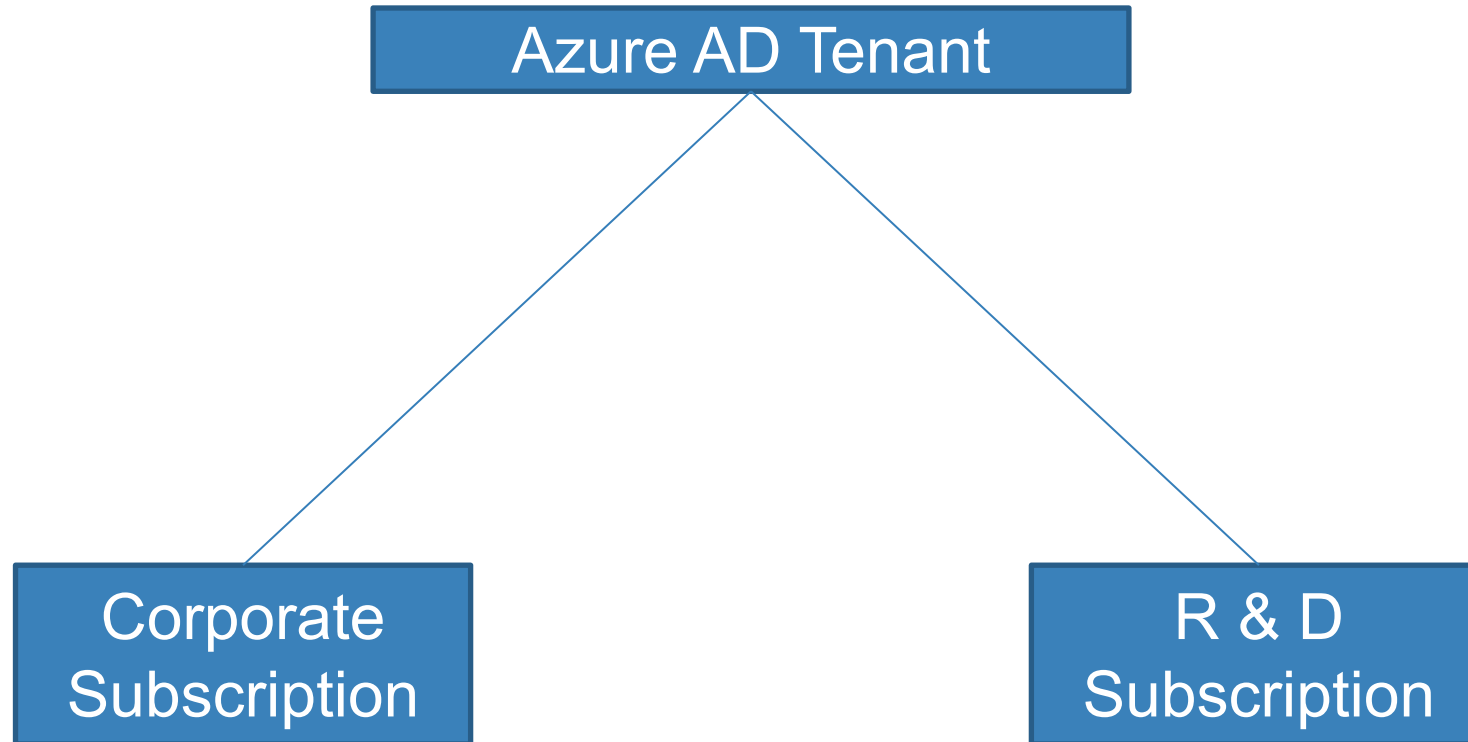 Azure AD Tenant
Corporate
Subscription
R & D
Subscription